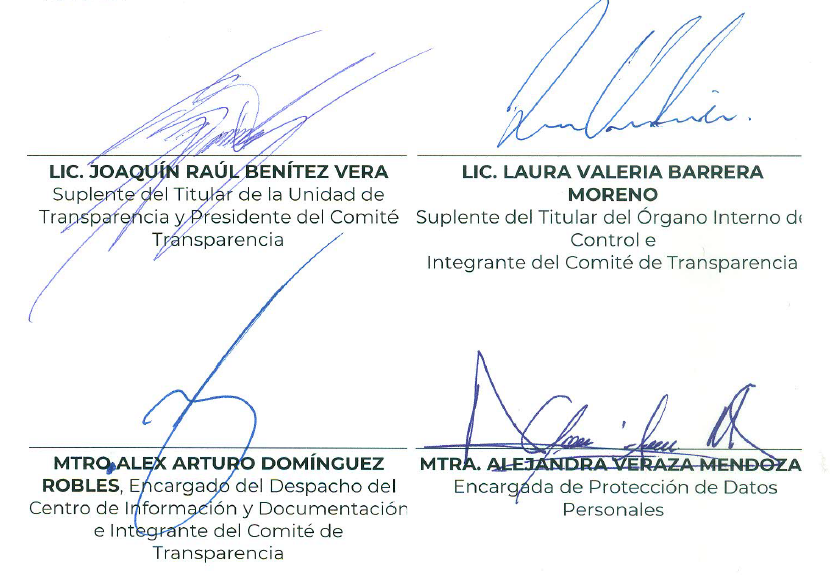 LIC. JOAQUÍN RAÚL BENÍTEZ VERA
Suplente del Titular de la Unidad de
Transparencia y Presidente del Comité
Transparencia
LIC. LAURA VALERIA BARRERA
MORENO
Suplente del Titular del Órgano Interno de
Control e
Integrante del Comité de Transparencia
MTRO. ALEX ARTURO DOMÍNGUEZ
ROBLES, Encargado del Despacho del
Centro de Información y Documentación
e Integrante del Comité de
Transparencia
MTRA. ALEJANDRA VERAZA MENDOZA
Encargada de Protección de Datos
Personales